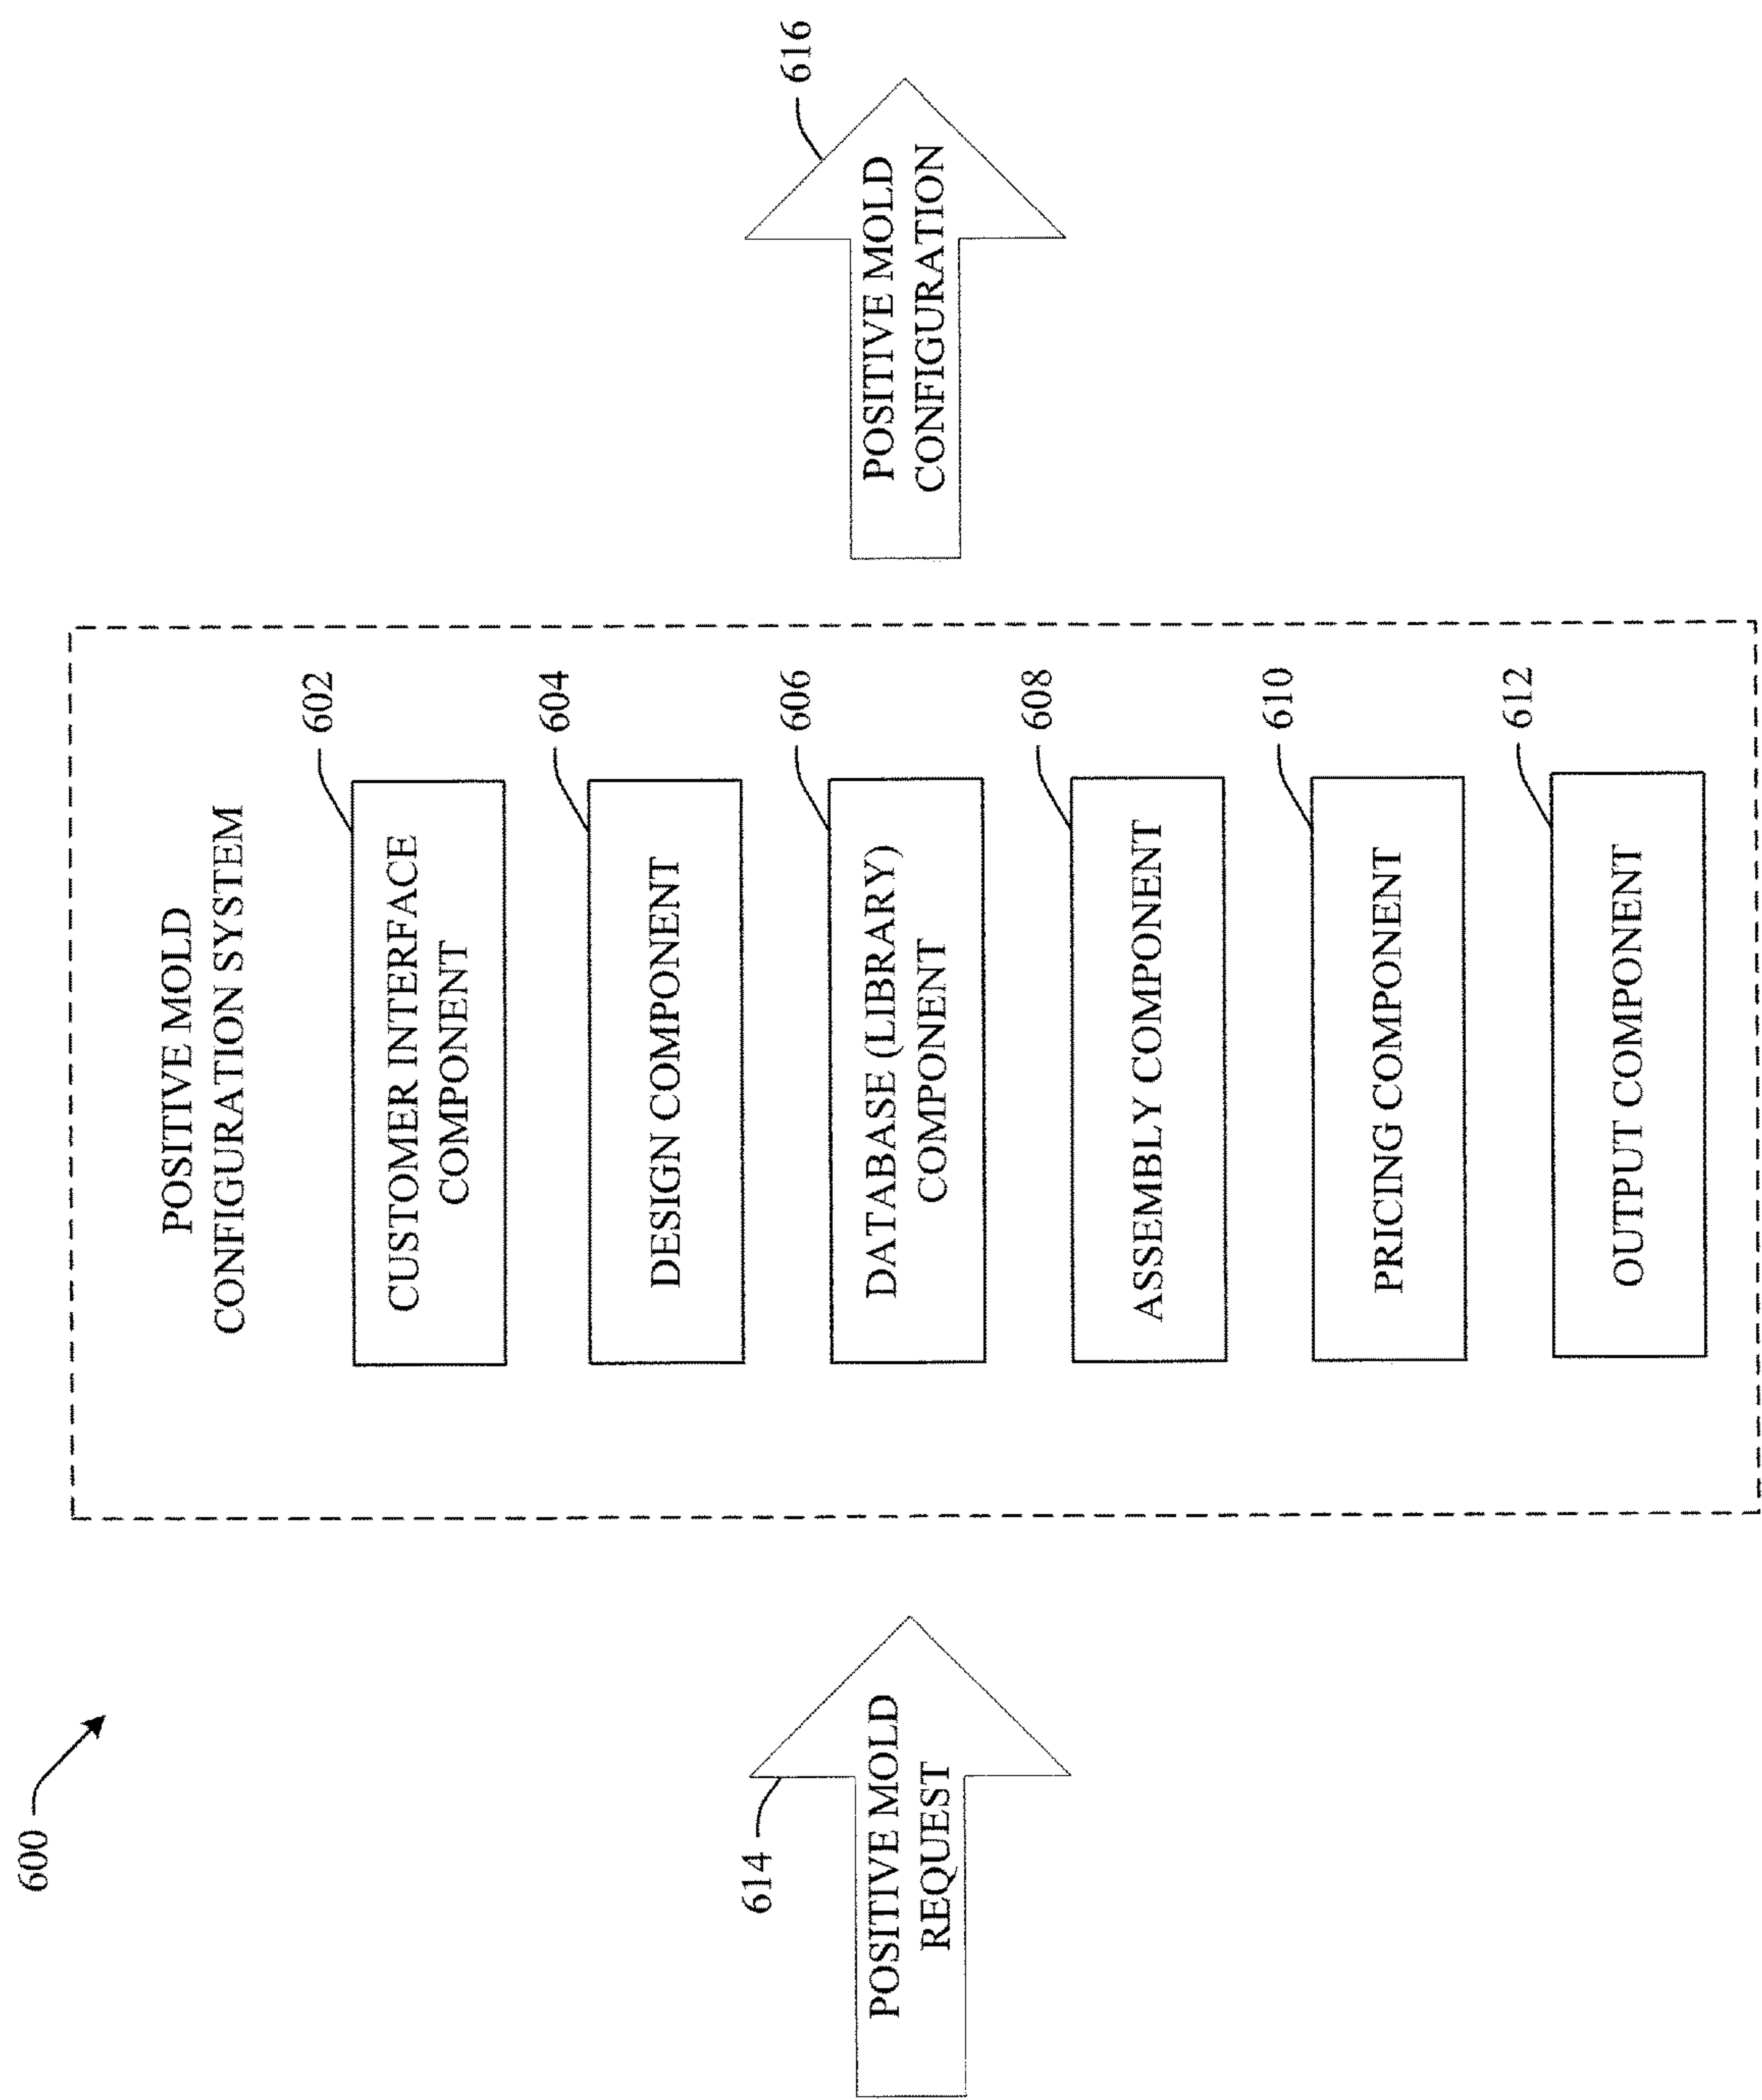 600
POSITIVE MOLD
CONFIGURATION SYSTEM
614
POSITIVE MOLD
REQUEST
602
CUSTOMER INTERFACE
COMPONENT
604
DESIGN COMPONENT
606
DATABASE (LIBRARY)
COMPONENT
608
ASSEMBLY COMPONENT
610
PRICING COMPONENT
612
OUTPUT COMPONENT
616
POSITIVE MOLD
CONFIGURATION